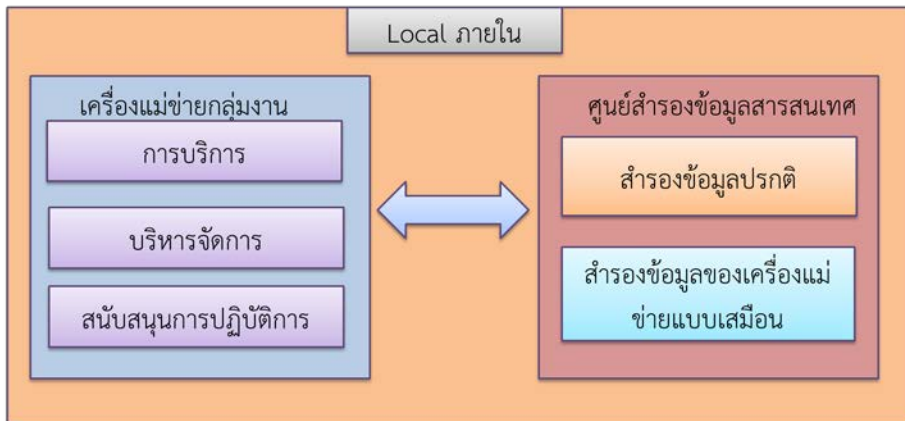 Local ภายใน
เครื่องแม่ข่ายกลุ่มงาน
การบริการ
บริหารจัดการ
สนับสนุนการปฏิบัติการ
ศูนย์สำรองข้อมูลสารสนเทศ
สำรองข้อมูลปรกติ
สำรองข้อมูลของเครื่องแม่
ข่ายแบบเสมือน